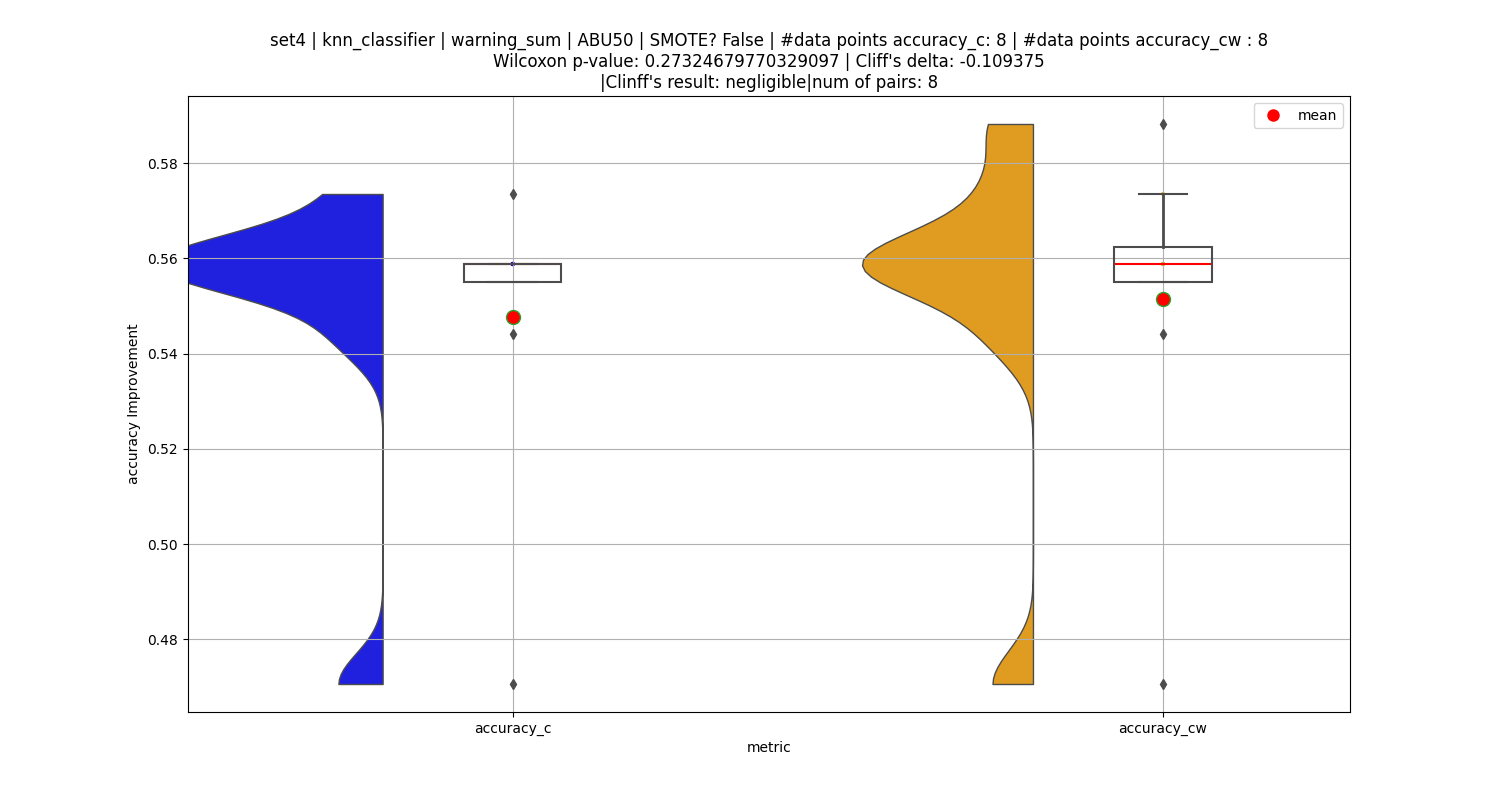 set4 | knn_classifier | warning_sum | ABU50 | SMOTE? False | #data points accuracy_c: 8 | #data points accuracy_cw : 8
Wilcoxon p-value: 0.27324679770329097 | Cliff's delta: -0.109375
|Clinff's result: negligible|num of pairs: 8
mean
0.58
0.56
0.54
0.52
0.50
0.48
accuracy Improvement
accuracy_c
accuracy_cw
metric